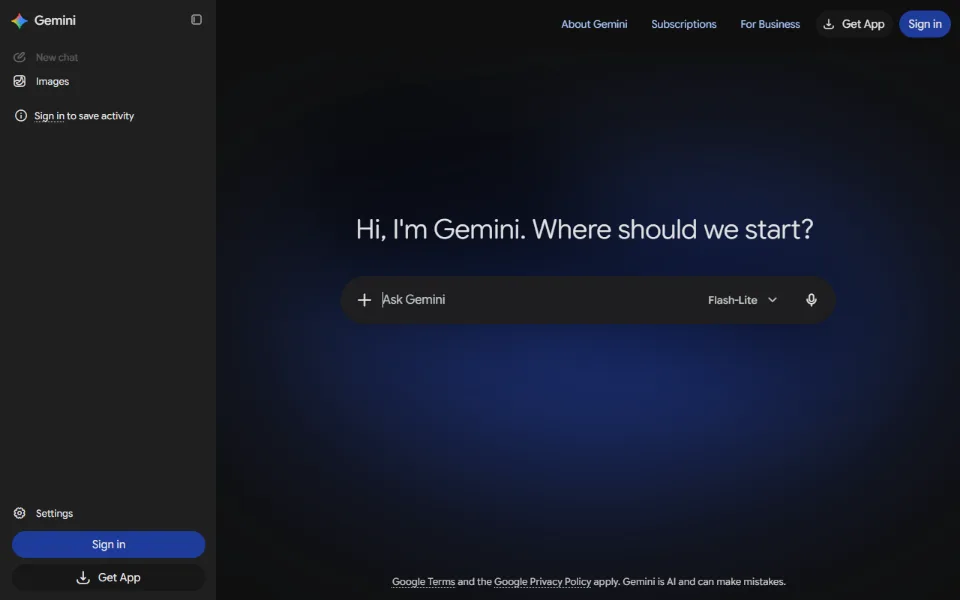 Gemini
New chat
Images
Sign in to save activity
Settings
Sign in
Get App
About Gemini
Subscriptions
For Business
Get App
Sign in
Hi, I'm Gemini. Where should we start?
Ask Gemini
Flash-Lite
Google Terms and the Google Privacy Policy apply. Gemini is AI and can make mistakes.